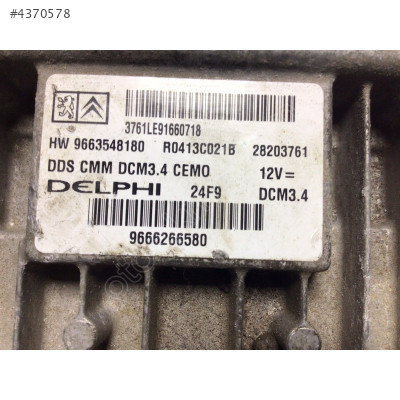 #4370578
3761LE91660718
HW 9663548180 R0413C021B 28203761
DDS CMM DCM3.4 CEMO 12V=
DELPHI 24F9 DCM3.4
9666266580